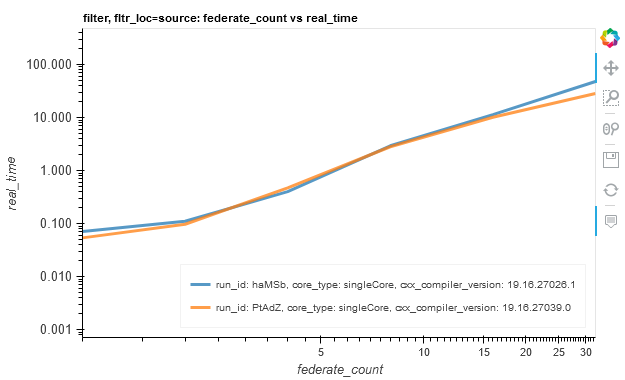 filter, fltr_loc=source: federate_count vs real_time
100.000
10.000
1.000
0.100
0.010
0.001
real_time
run_id: haMSb, core_type: singleCore, cxx_compiler_version: 19.16.27026.1
run_id: PtAdZ, core_type: singleCore, cxx_compiler_version: 19.16.27039.0
5 10 15 20 25 30
federate_count